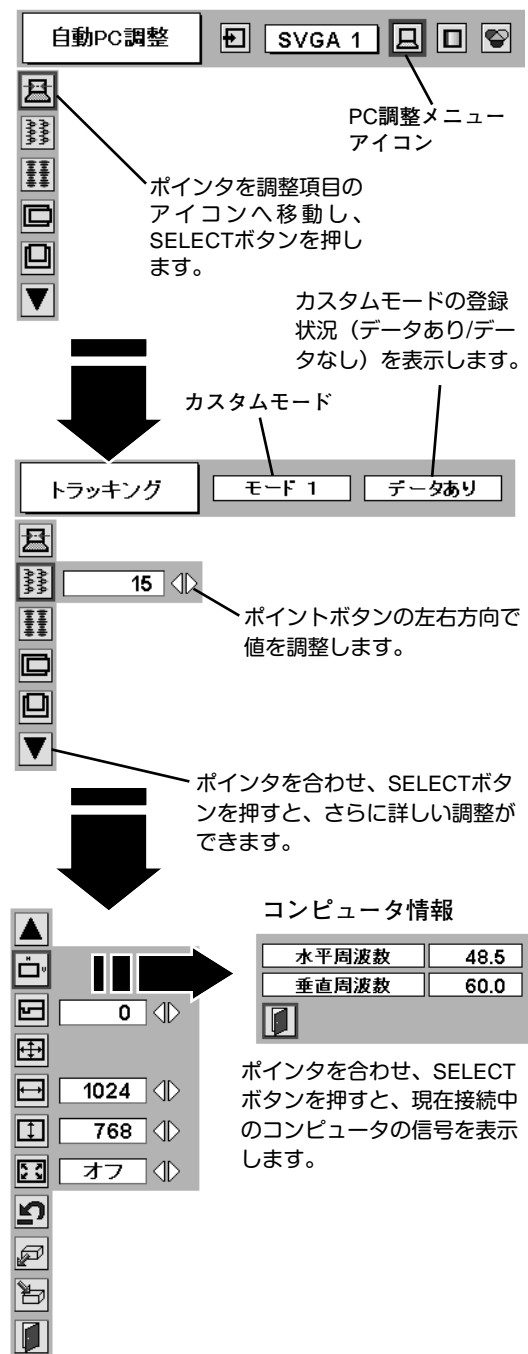 自動PC調整
SVGA 1
PC調整メニュー
アイコン
ポインタを調整項目の
アイコンへ移動し、
SELECTボタンを押し
ます。
カスタムモードの登録
状況（データあり/デー
タなし）を表示します。
カスタムモード
トラッキング
モード 1
データあり
15
ポイントボタンの左右方向で
値を調整します。
ポインタを合わせ、SELECTボタ
ンを押すと、さらに詳しい調整が
できます。
コンピュータ情報
水平周波数 48.5
垂直周波数 60.0
H
V
0
1024
768
オフ
ポインタを合わせ、SELECT
ボタンを押すと、現在接続中
のコンピュータの信号を表示
します。